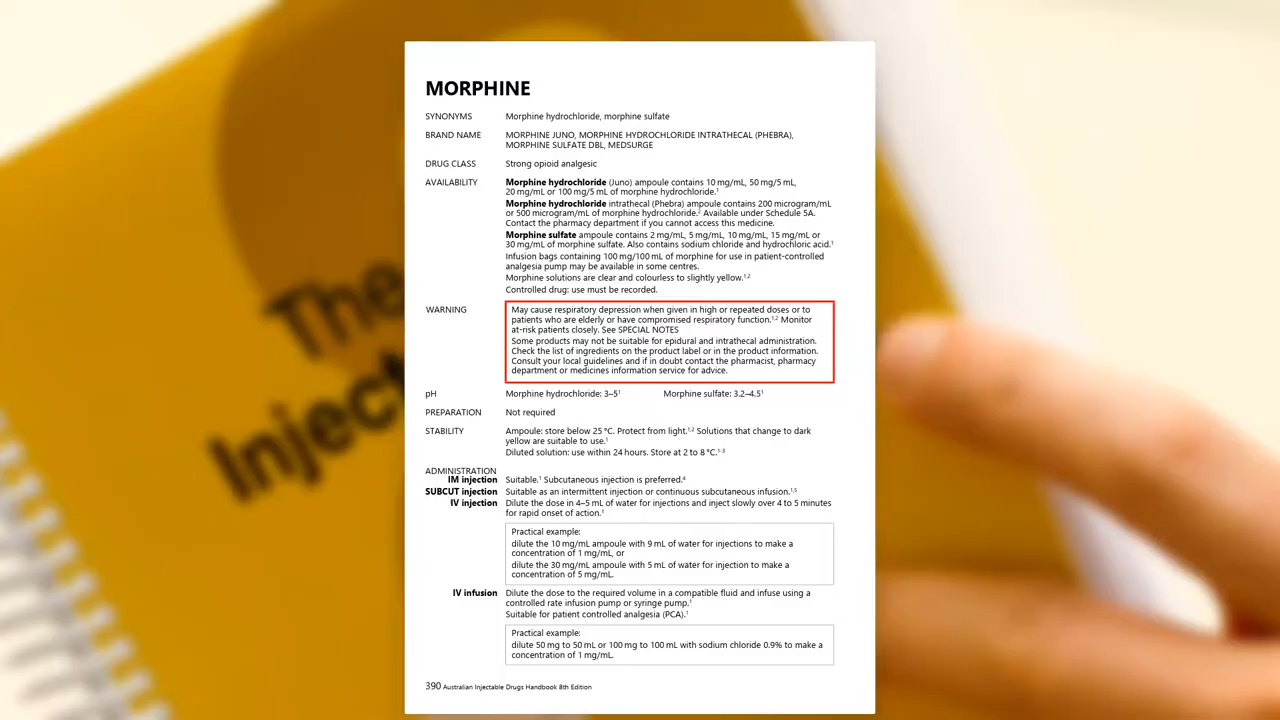 The
Inject
MORPHINE
SYNONYMS Morphine hydrochloride, morphine sulfate
BRAND NAME MORPHINE JUNO, MORPHINE HYDROCHLORIDE INTRATHECAL (PHEBRA),
MORPHINE SULFATE DBL, MEDSURGE
DRUG CLASS Strong opioid analgesic
AVAILABILITY Morphine hydrochloride (Juno) ampoule contains 10 mg/mL, 50 mg/5 mL,
20 mg/mL or 100 mg/5 mL of morphine hydrochloride.¹
Morphine hydrochloride intrathecal (Phebra) ampoule contains 200 microgram/mL
or 500 microgram/mL of morphine hydrochloride.² Available under Schedule 5A.
Contact the pharmacy department if you cannot access this medicine.
Morphine sulfate ampoule contains 2 mg/mL, 5 mg/mL, 10 mg/mL, 15 mg/mL or
30 mg/mL of morphine sulfate. Also contains sodium chloride and hydrochloric acid.¹
Infusion bags containing 100 mg/100 mL of morphine for use in patient-controlled
analgesia pump may be available in some centres.
Morphine solutions are clear and colourless to slightly yellow.¹,²
Controlled drug: use must be recorded.
WARNING May cause respiratory depression when given in high or repeated doses or to
patients who are elderly or have compromised respiratory function.¹,² Monitor
at-risk patients closely. See SPECIAL NOTES
Some products may not be suitable for epidural and intrathecal administration.
Check the list of ingredients on the product label or in the product information.
Consult your local guidelines and if in doubt contact the pharmacist, pharmacy
department or medicines information service for advice.
pH Morphine hydrochloride: 3–5¹ Morphine sulfate: 3.2–4.5¹
PREPARATION Not required
STABILITY Ampoule: store below 25 °C. Protect from light.¹,² Solutions that change to dark
yellow are suitable to use.¹
Diluted solution: use within 24 hours. Store at 2 to 8 °C.¹⁻³
ADMINISTRATION
IM injection Suitable.¹ Subcutaneous injection is preferred.⁴
SUBCUT injection Suitable as an intermittent injection or continuous subcutaneous infusion.¹,⁵
IV injection Dilute the dose in 4–5 mL of water for injections and inject slowly over 4 to 5 minutes
for rapid onset of action.¹
Practical example:
dilute the 10 mg/mL ampoule with 9 mL of water for injections to make a
concentration of 1 mg/mL, or
dilute the 30 mg/mL ampoule with 5 mL of water for injection to make a
concentration of 5 mg/mL.
IV infusion Dilute the dose to the required volume in a compatible fluid and infuse using a
controlled rate infusion pump or syringe pump.¹
Suitable for patient controlled analgesia (PCA).¹
Practical example:
dilute 50 mg to 50 mL or 100 mg to 100 mL with sodium chloride 0.9% to make a
concentration of 1 mg/mL.
390 Australian Injectable Drugs Handbook 8th Edition